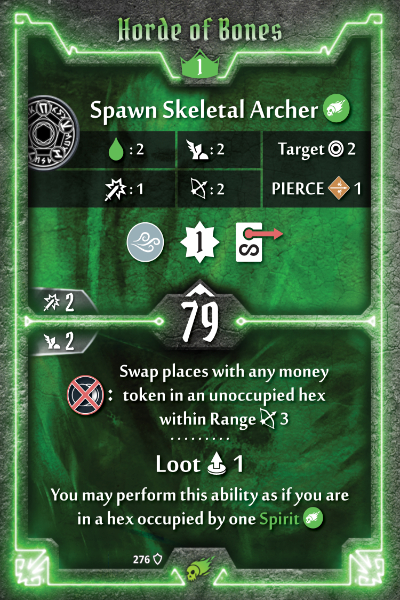 Horde of Bones
1
Spawn Skeletal Archer
: 2 : 2 Target 2
: 1 : 2 PIERCE 1
1 S
2
79
2
Swap places with any money
: token in an unoccupied hex
within Range 3
Loot 1
You may perform this ability as if you are
in a hex occupied by one Spirit
276